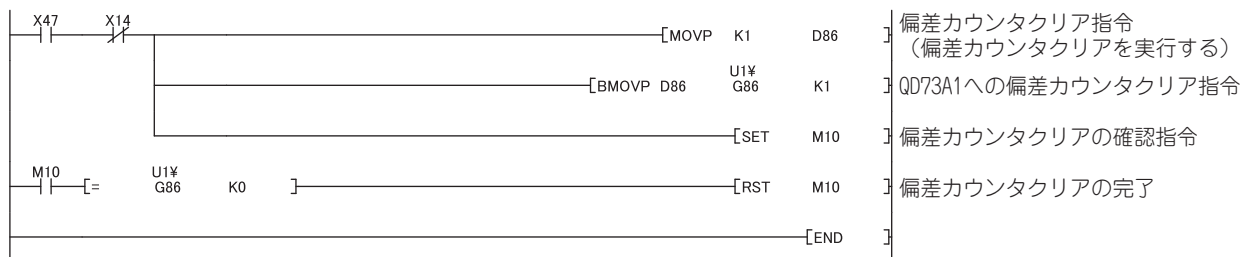 X47 X14 MOVP K1 D86 偏差カウンタクリア指令
（偏差カウンタクリアを実行する）
U1¥
BMOVP D86 G86 K1 QD73A1への偏差カウンタクリア指令
SET M10 偏差カウンタクリアの確認指令
M10 U1¥
= G86 K0 RST M10 偏差カウンタクリアの完了
END